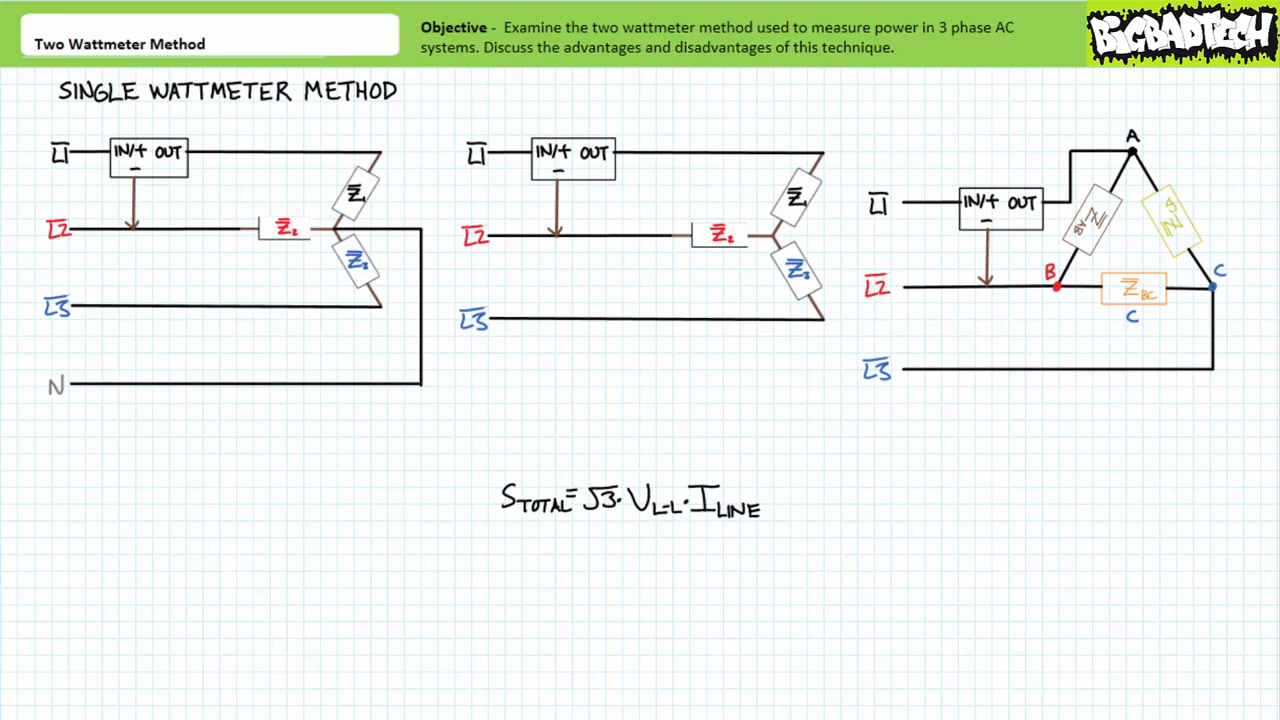 Two Wattmeter Method
Objective - Examine the two wattmeter method used to measure power in 3 phase AC
systems. Discuss the advantages and disadvantages of this technique.
BIGBADTECH
SINGLE WATTMETER METHOD
L1
IN/+ OUT
-
Z1
L2
Z2
Z3
L3
N
L1
IN/+ OUT
-
Z1
L2
Z2
Z3
L3
A
L1
IN/+ OUT
-
ZAB
ZCA
B
C
L2
ZBC
C
L3
STOTAL = √3 · VL-L · ILINE